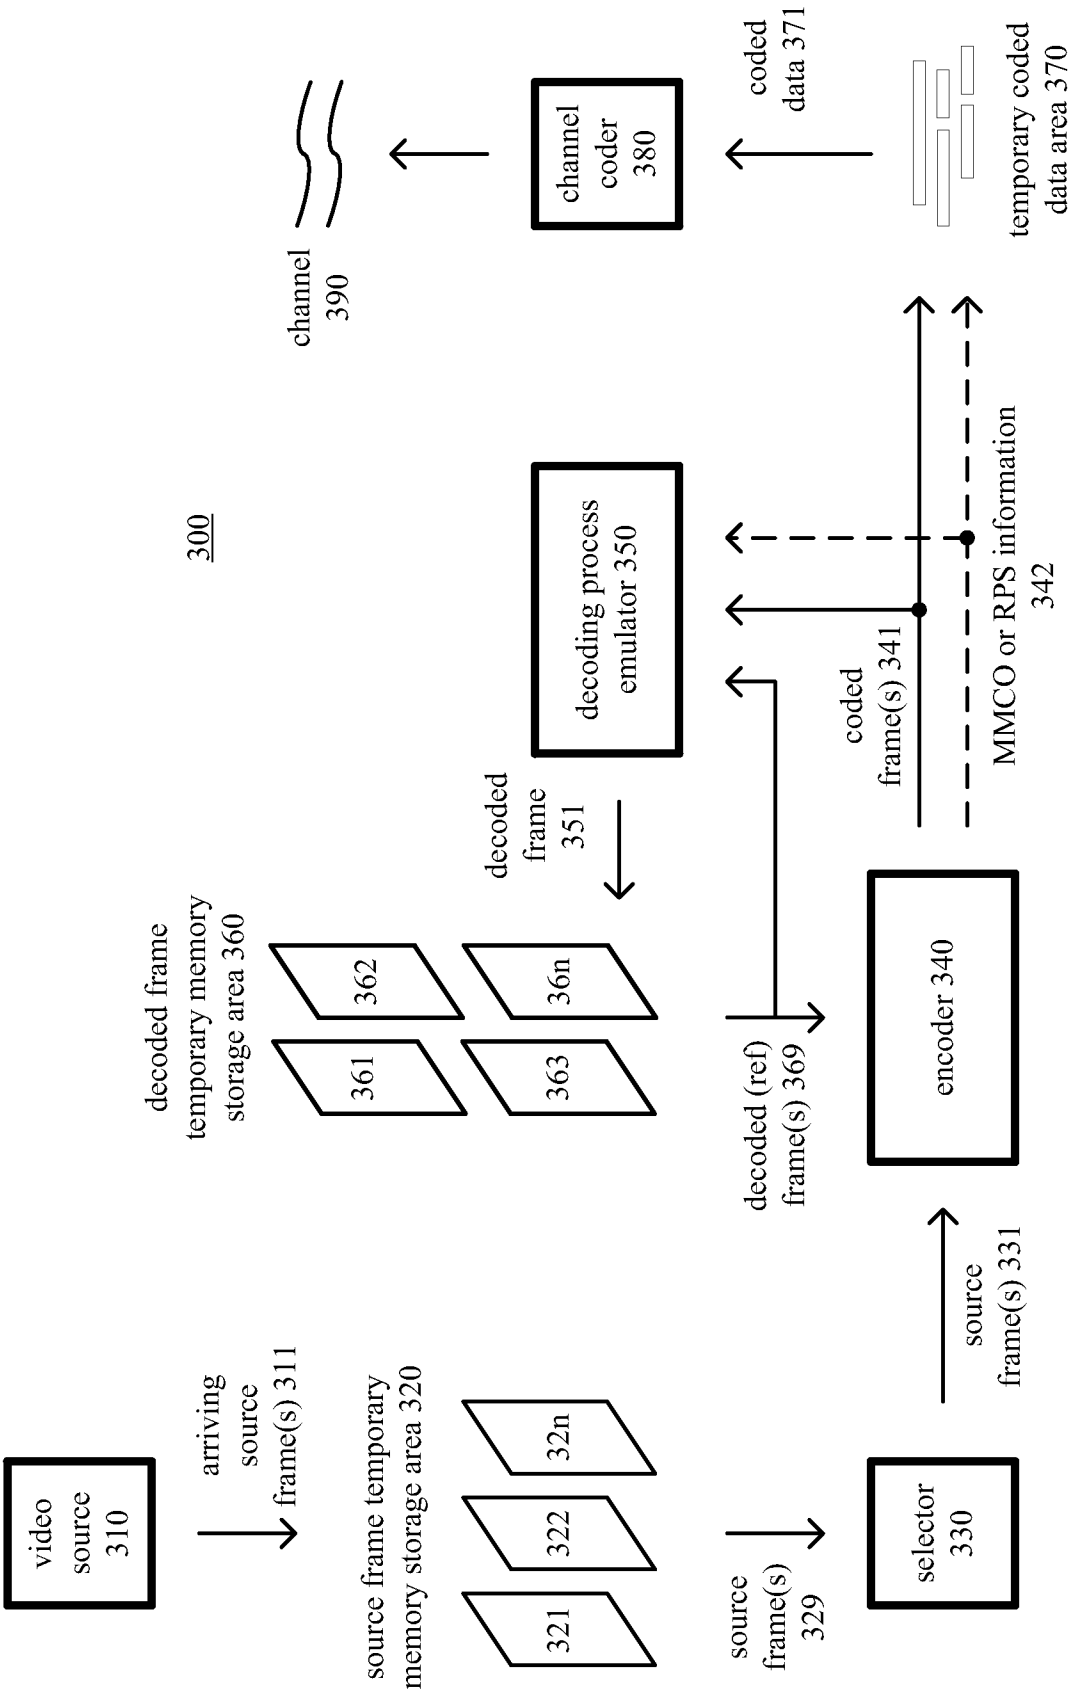 300
video
source
310
arriving
source
frame(s) 311
source frame temporary
memory storage area 320
321
322
32n
source
frame(s)
329
selector
330
source
frame(s) 331
decoded frame
temporary memory
storage area 360
361
362
363
36n
decoded (ref)
frame(s) 369
encoder 340
decoded
frame
351
decoding process
emulator 350
coded
frame(s) 341
MMCO or RPS information
342
channel
390
channel
coder
380
coded
data 371
temporary coded
data area 370